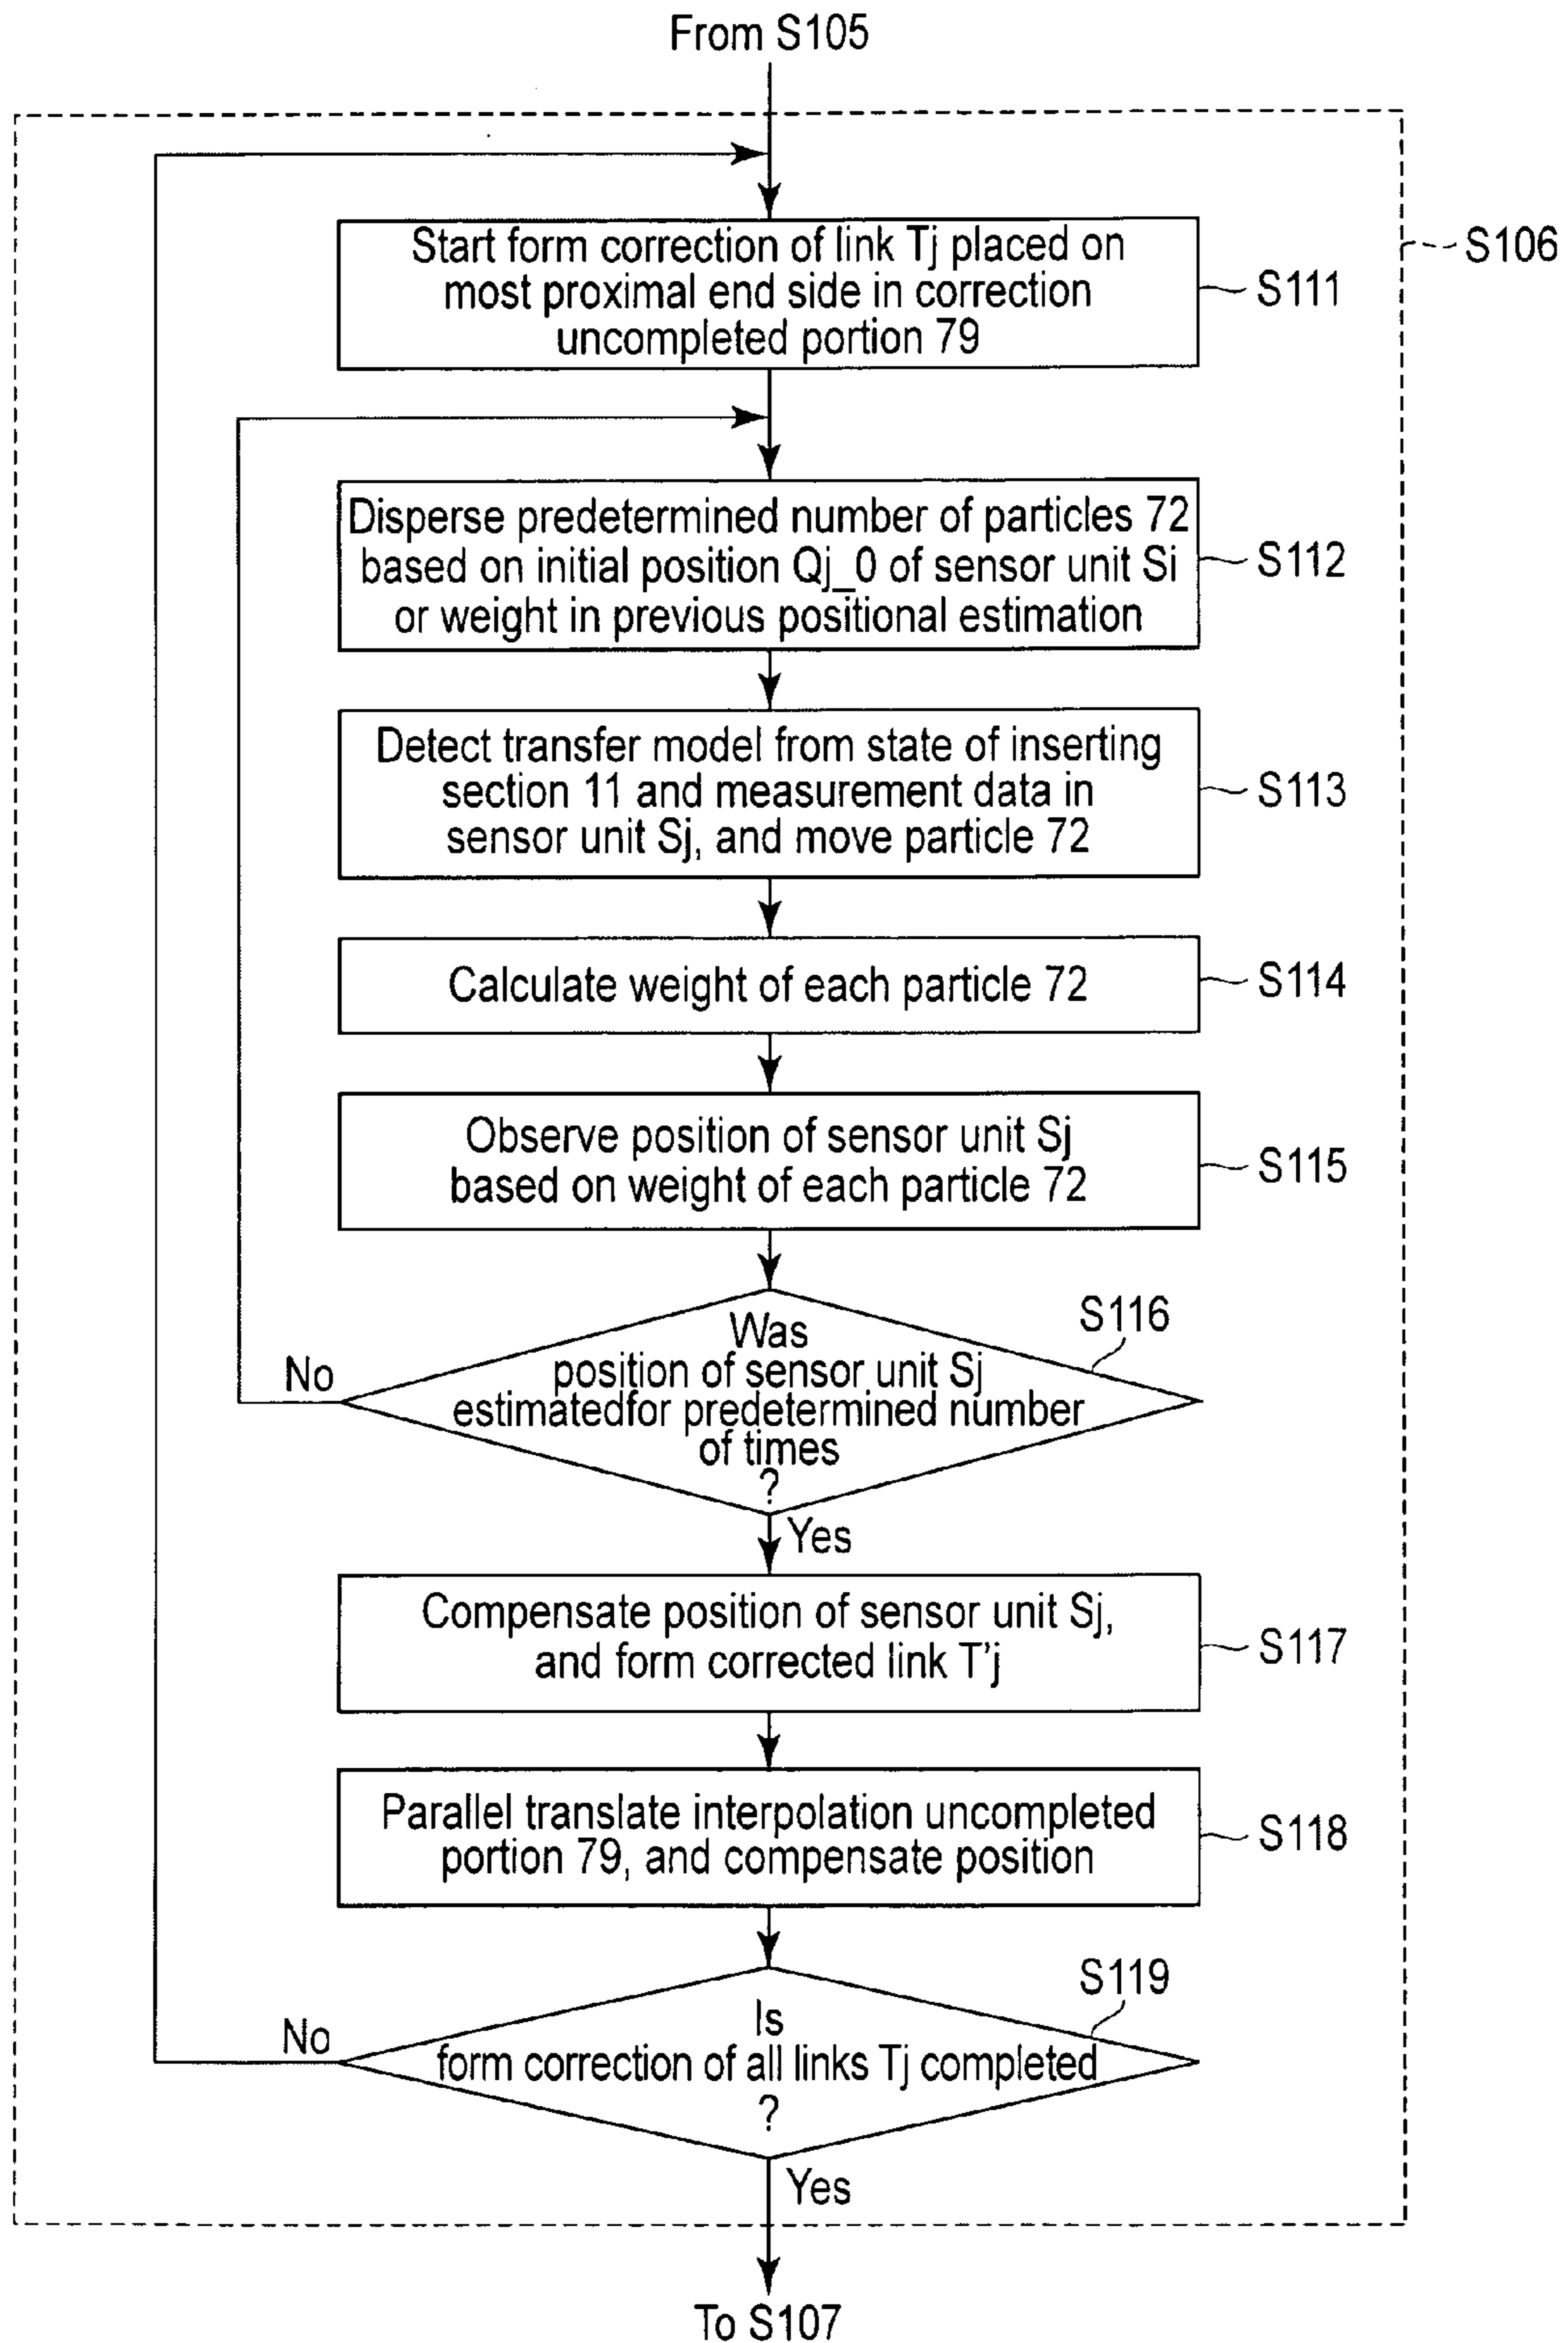 From S105
S106
Start form correction of link Tj placed on
most proximal end side in correction
uncompleted portion 79
S111
Disperse predetermined number of particles 72
based on initial position Qj_0 of sensor unit Si
or weight in previous positional estimation
S112
Detect transfer model from state of inserting
section 11 and measurement data in
sensor unit Sj, and move particle 72
S113
Calculate weight of each particle 72
S114
Observe position of sensor unit Sj
based on weight of each particle 72
S115
S116
Was
position of sensor unit Sj
estimatedfor predetermined number
of times
?
No
Yes
Compensate position of sensor unit Sj,
and form corrected link T'j
S117
Parallel translate interpolation uncompleted
portion 79, and compensate position
S118
S119
Is
form correction of all links Tj completed
?
No
Yes
To S107